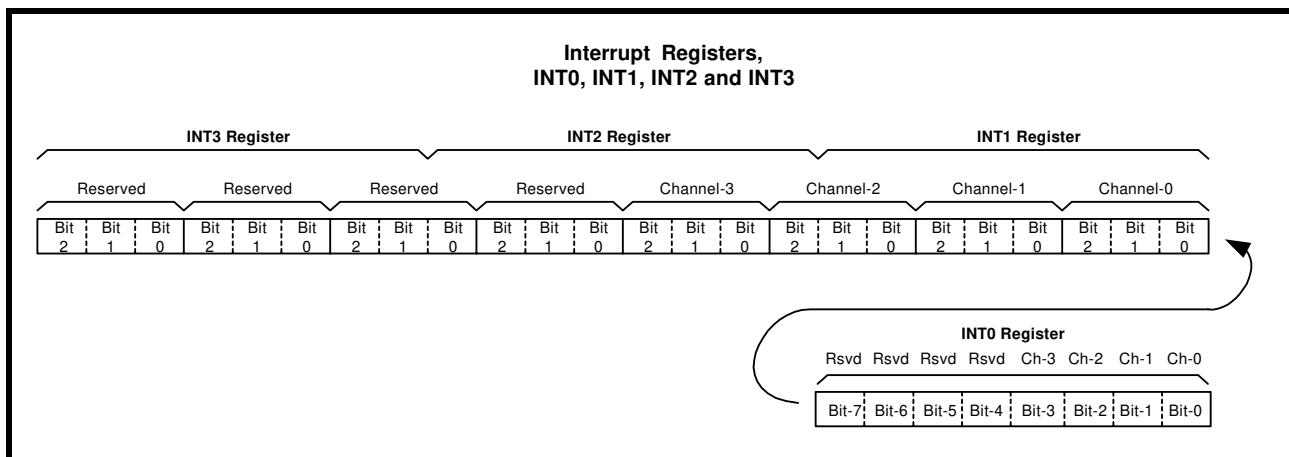 Interrupt Registers,
INT0, INT1, INT2 and INT3
INT3 Register INT2 Register INT1 Register
Reserved Reserved Reserved Reserved Channel-3 Channel-2 Channel-1 Channel-0
Bit Bit Bit Bit Bit Bit Bit Bit Bit Bit Bit Bit Bit Bit Bit Bit Bit Bit Bit Bit Bit Bit Bit Bit
2 1 0 2 1 0 2 1 0 2 1 0 2 1 0 2 1 0 2 1 0 2 1 0
INT0 Register
Rsvd Rsvd Rsvd Rsvd Ch-3 Ch-2 Ch-1 Ch-0
Bit-7 Bit-6 Bit-5 Bit-4 Bit-3 Bit-2 Bit-1 Bit-0